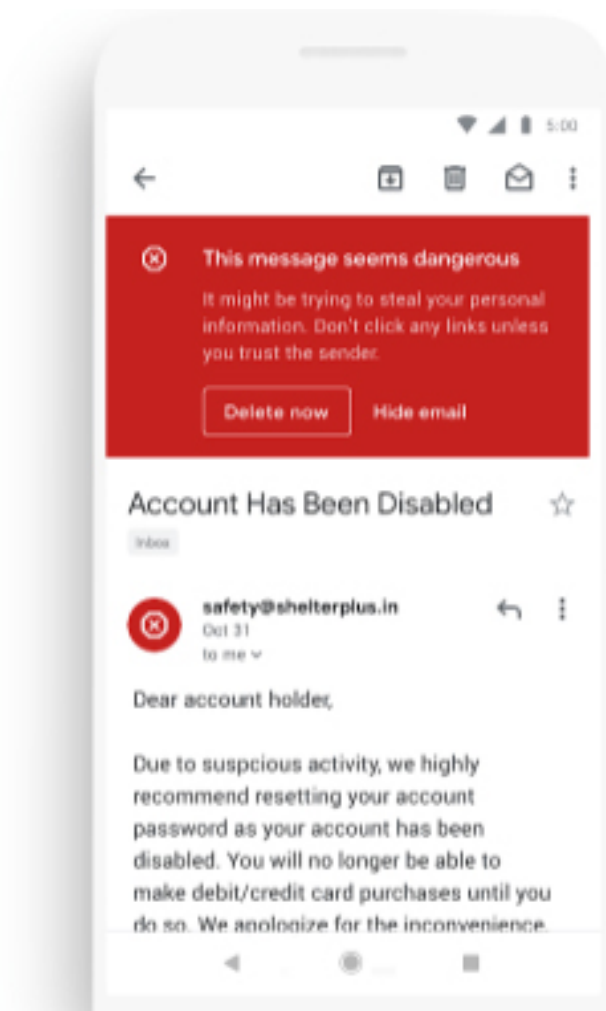 5:00
This message seems dangerous
It might be trying to steal your personal
information. Don't click any links unless
you trust the sender.
Delete now Hide email
Account Has Been Disabled
Inbox
safety@shelterplus.in
Oct 31
to me
Dear account holder,
Due to suspcious activity, we highly
recommend resetting your account
password as your account has been
disabled. You will no longer be able to
make debit/credit card purchases until you
do so. We apologize for the inconvenience.